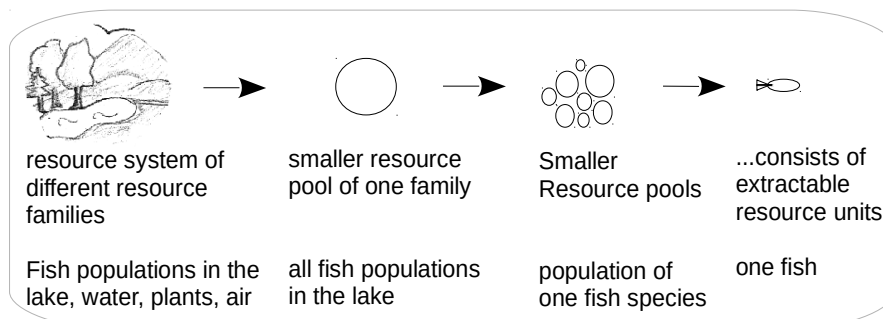 resource system of
different resource
families
smaller resource
pool of one family
Smaller
Resource pools
...consists of
extractable
resource units
Fish populations in the
lake, water, plants, air
all fish populations
in the lake
population of
one fish species
one fish